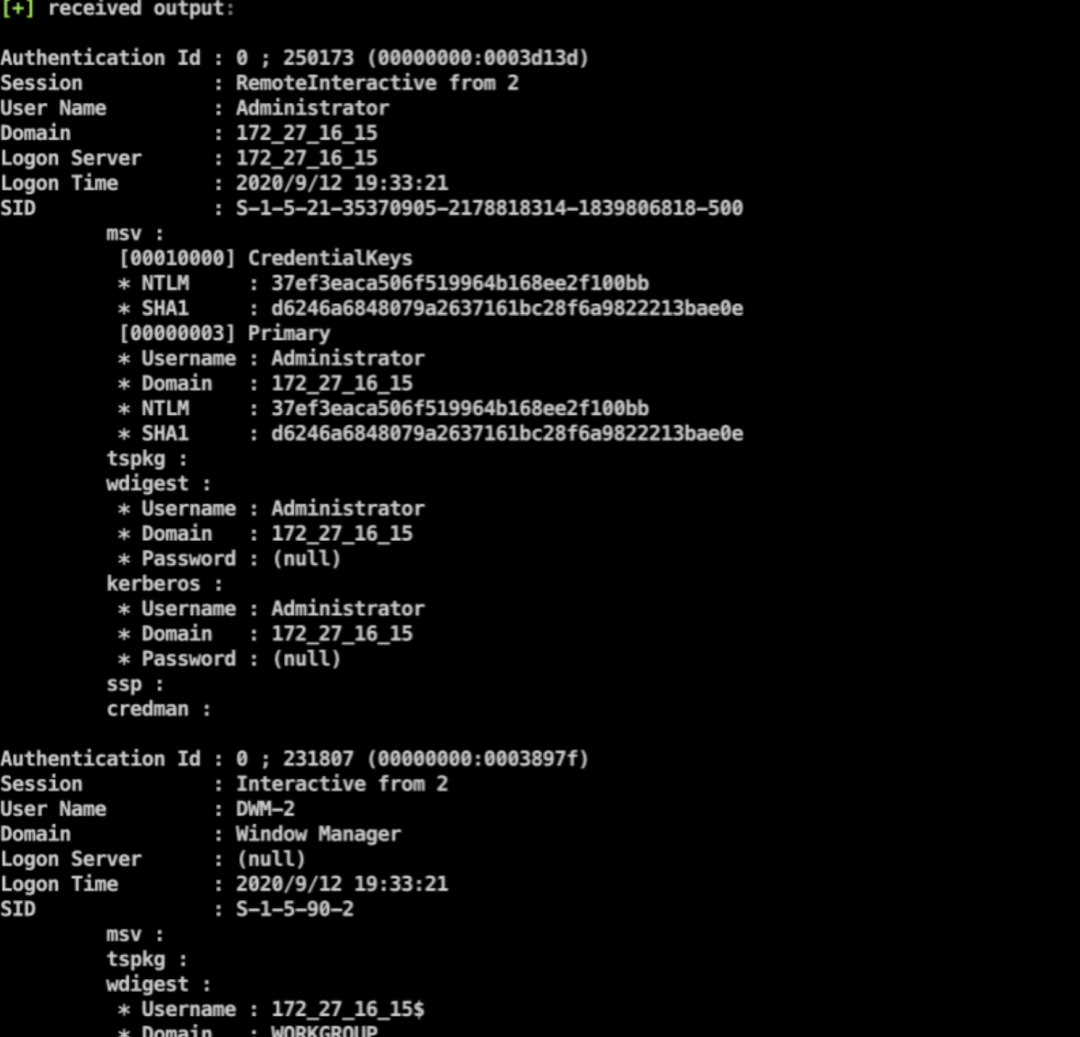 [+] received output:
Authentication Id : 0 ; 250173 (00000000:0003d13d)
Session           : RemoteInteractive from 2
User Name         : Administrator
Domain            : 172_27_16_15
Logon Server      : 172_27_16_15
Logon Time        : 2020/9/12 19:33:21
SID               : S-1-5-21-35370905-2178818314-1839806818-500
msv :
[00010000] CredentialKeys
* NTLM     : 37ef3eaca506f519964b168ee2f100bb
* SHA1     : d6246a6848079a2637161bc28f6a9822213bae0e
[00000003] Primary
* Username : Administrator
* Domain   : 172_27_16_15
* NTLM     : 37ef3eaca506f519964b168ee2f100bb
* SHA1     : d6246a6848079a2637161bc28f6a9822213bae0e
tspkg :
wdigest :
* Username : Administrator
* Domain   : 172_27_16_15
* Password : (null)
kerberos :
* Username : Administrator
* Domain   : 172_27_16_15
* Password : (null)
ssp :
credman :
Authentication Id : 0 ; 231807 (00000000:0003897f)
Session           : Interactive from 2
User Name         : DWM-2
Domain            : Window Manager
Logon Server      : (null)
Logon Time        : 2020/9/12 19:33:21
SID               : S-1-5-90-2
msv :
tspkg :
wdigest :
* Username : 172_27_16_15$
* Domain   : WORKGROUP